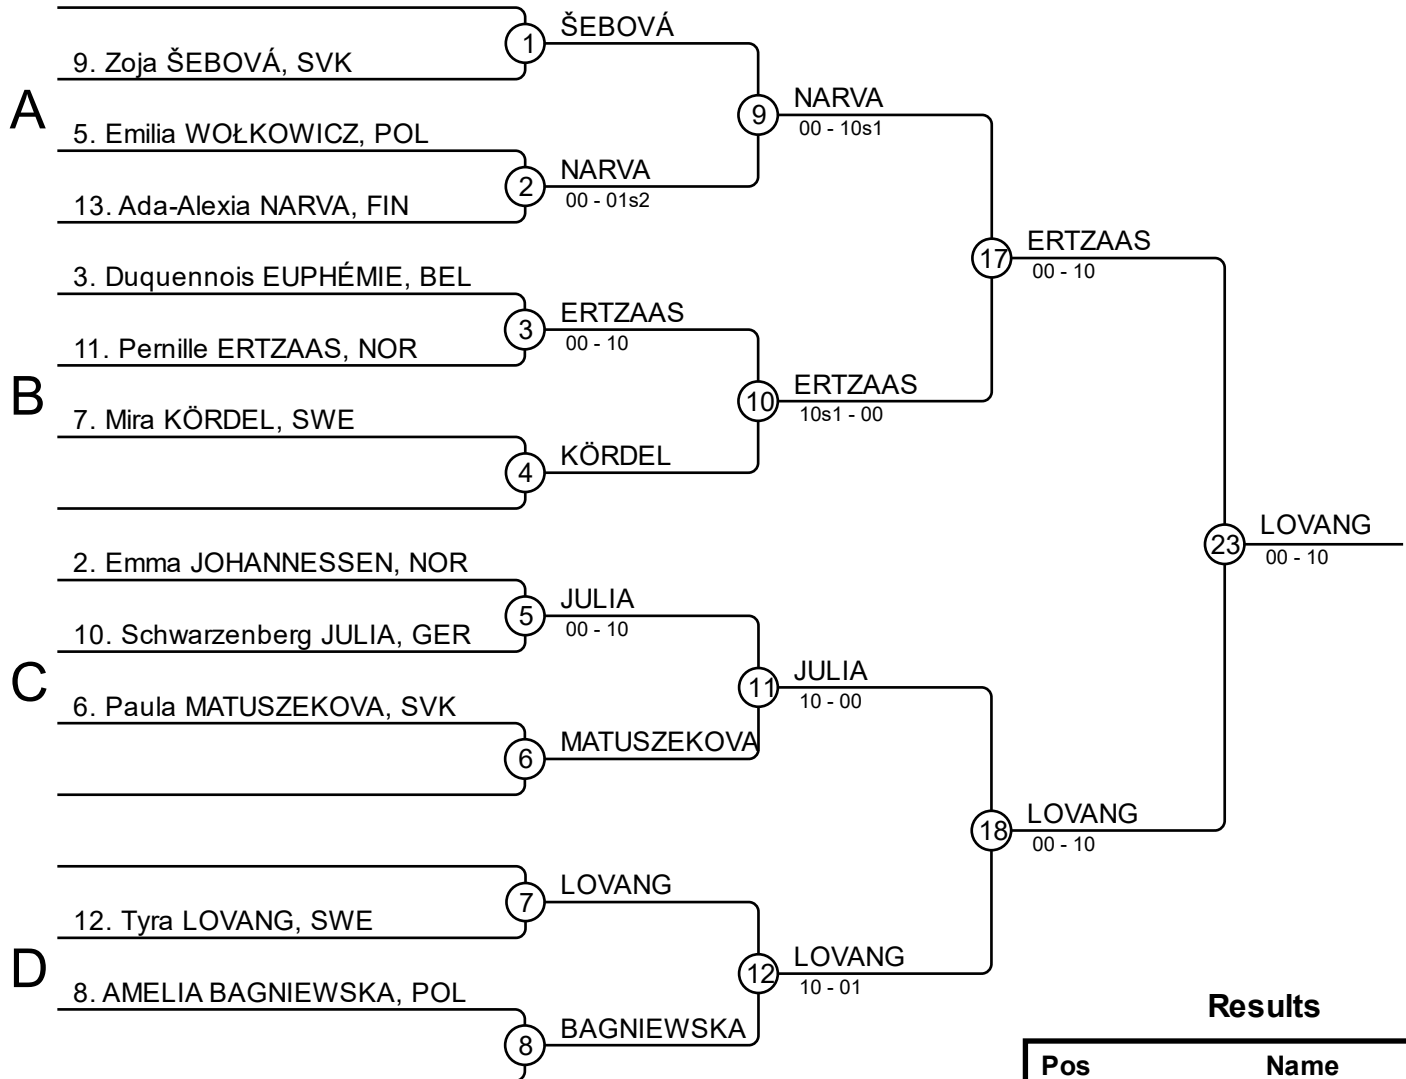 ŠEBOVÁ
1
9. Zoja ŠEBOVÁ, SVK
A
NARVA
9
00 - 10s1
5. Emilia WOŁKOWICZ, POL
NARVA
2
00 - 01s2
13. Ada-Alexia NARVA, FIN
ERTZAAS
17
00 - 10
3. Duquennois EUPHÉMIE, BEL
ERTZAAS
3
00 - 10
11. Pernille ERTZAAS, NOR
B
ERTZAAS
10
10s1 - 00
7. Mira KÖRDEL, SWE
KÖRDEL
4
LOVANG
23
00 - 10
2. Emma JOHANNESSEN, NOR
JULIA
5
00 - 10
10. Schwarzenberg JULIA, GER
C
JULIA
11
10 - 00
6. Paula MATUSZEKOVA, SVK
MATUSZEKOVA
6
LOVANG
18
00 - 10
LOVANG
7
12. Tyra LOVANG, SWE
D
LOVANG
12
10 - 01
8. AMELIA BAGNIEWSKA, POL
BAGNIEWSKA
8
Results
Pos Name